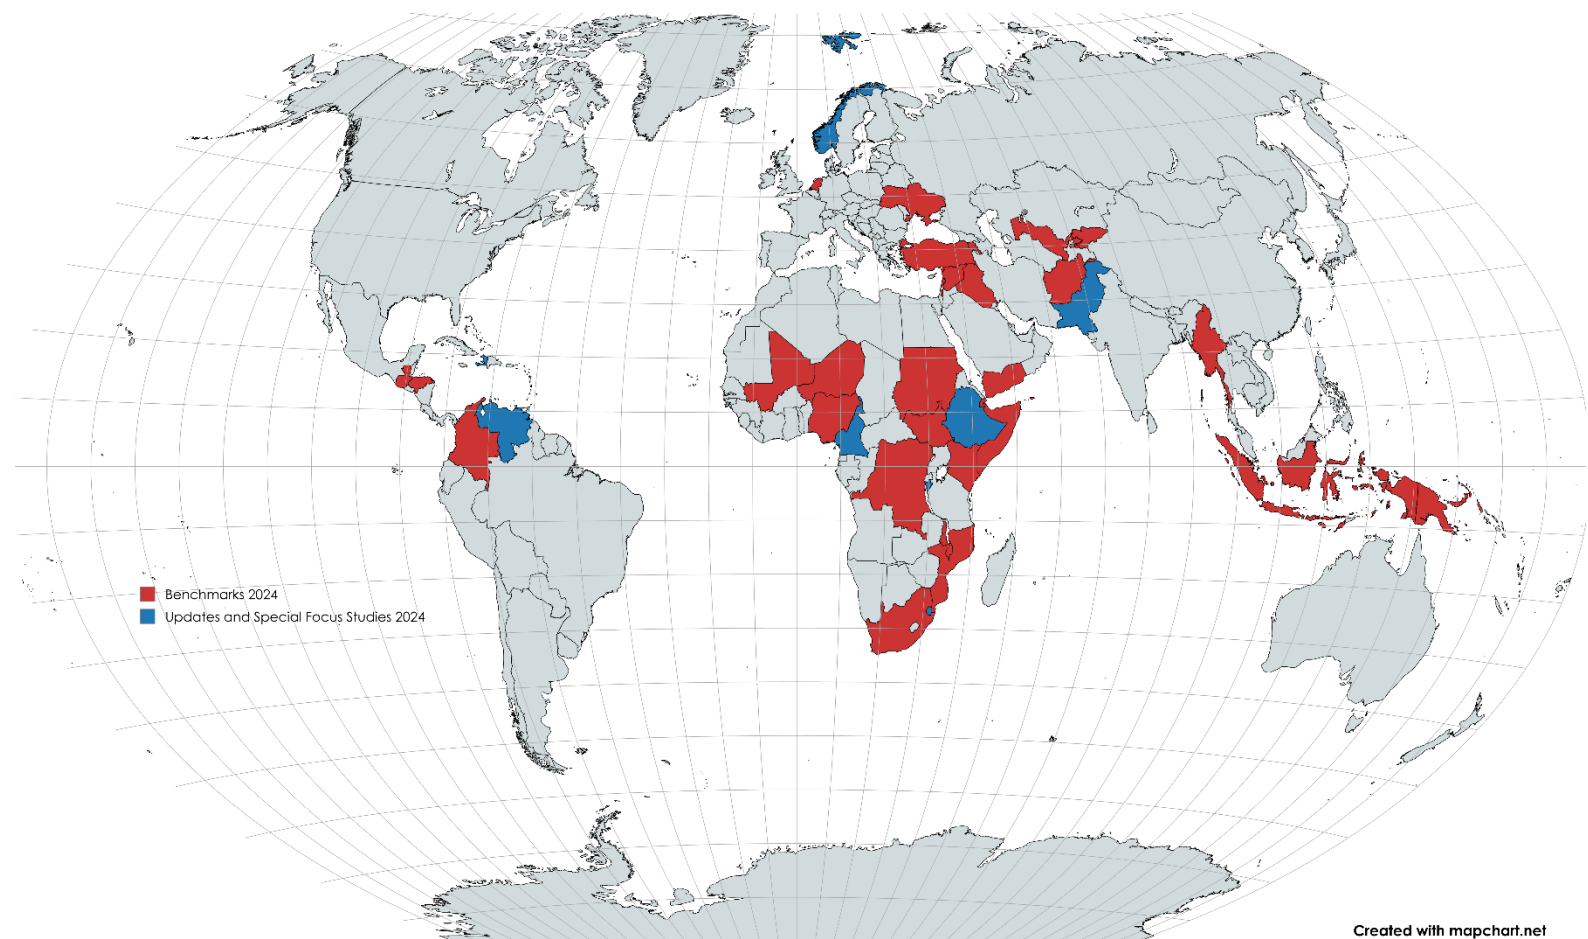 Benchmarks 2024
Updates and Special Focus Studies 2024
Created with mapchart.net